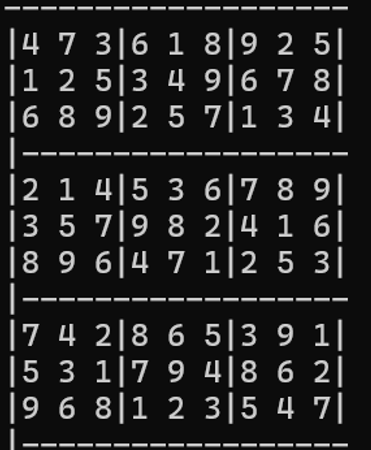 -------------------
|4 7 3|6 1 8|9 2 5|
|1 2 5|3 4 9|6 7 8|
|6 8 9|2 5 7|1 3 4|
|------------------
|2 1 4|5 3 6|7 8 9|
|3 5 7|9 8 2|4 1 6|
|8 9 6|4 7 1|2 5 3|
|------------------
|7 4 2|8 6 5|3 9 1|
|5 3 1|7 9 4|8 6 2|
|9 6 8|1 2 3|5 4 7|
|------------------